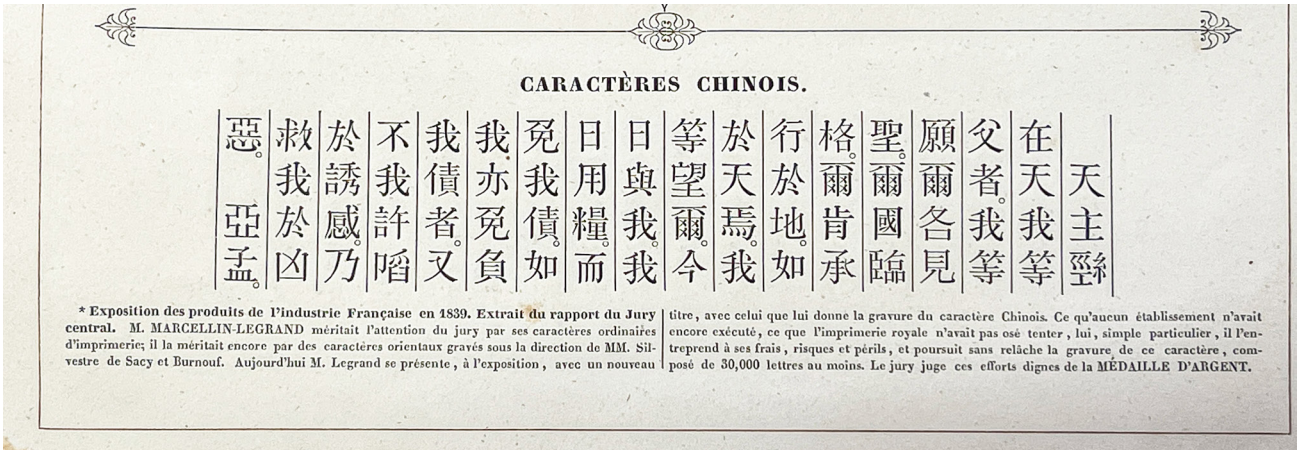 CARACTÈRES CHINOIS.
天主經
在天我等
父者。我等
願爾各見
聖。爾國臨
格。爾肯承
行於地。如
於天焉。我
等望爾。今
日與我。我
日用糧。而
免我債。如
我亦免負
我債者。又
不我許啗
於誘感。乃
救我於凶
惡。亞孟。
* Exposition des produits de l'industrie Française en 1839. Extrait du rapport du Jury
central. M. MARCELLIN-LEGRAND méritait l'attention du jury par ses caractères ordinaires
d'imprimerie; il la méritait encore par des caractères orientaux gravés sous la direction de MM. Sil-
vestre de Sacy et Burnouf. Aujourd'hui M. Legrand se présente, à l'exposition, avec un nouveau
titre, avec celui que lui donne la gravure du caractère Chinois. Ce qu'aucun établissement n'avait
encore exécuté, ce que l'imprimerie royale n'avait pas osé tenter, lui, simple particulier, il l'en-
treprend à ses frais, risques et périls, et poursuit sans relâche la gravure de ce caractère, com-
posé de 30,000 lettres au moins. Le jury juge ces efforts dignes de la MÉDAILLE D'ARGENT.